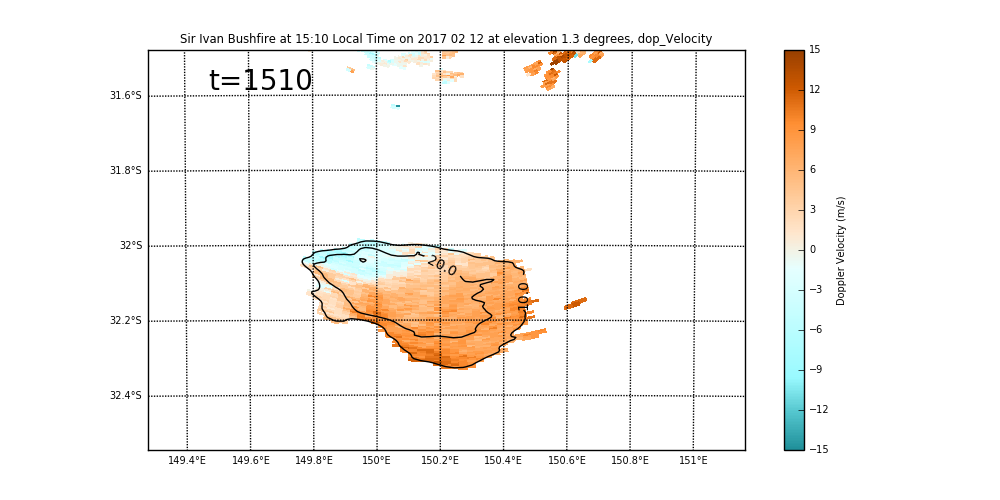 Sir Ivan Bushfire at 15:10 Local Time on 2017 02 12 at elevation 1.3 degrees, dop_Velocity
t=1510
31.6°S
31.8°S
32°S
32.2°S
32.4°S
20.0
10.0
149.4°E 149.6°E 149.8°E 150°E 150.2°E 150.4°E 150.6°E 150.8°E 151°E
15
12
9
6
3
0
−3
−6
−9
−12
−15
Doppler Velocity (m/s)